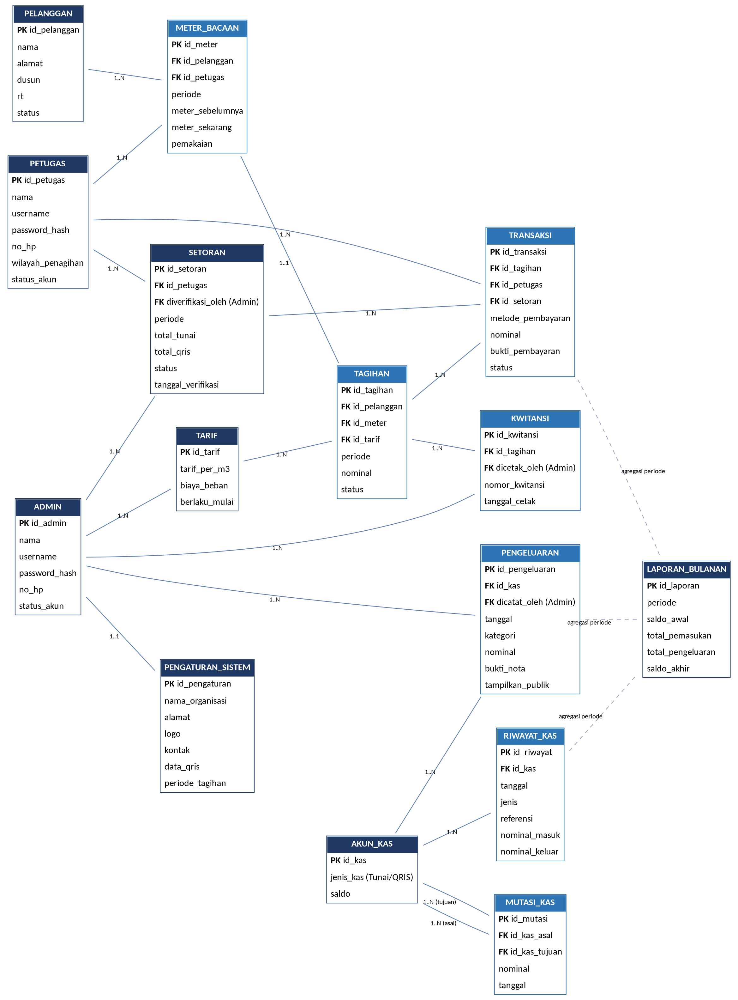 PELANGGAN
PK id_pelanggan
nama
alamat
dusun
rt
status
METER_BACAAN
PK id_meter
FK id_pelanggan
FK id_petugas
periode
meter_sebelumnya
meter_sekarang
pemakaian
1..N
1..N
PETUGAS
PK id_petugas
nama
username
password_hash
no_hp
wilayah_penagihan
status_akun
1..N
1..1
1..N
SETORAN
PK id_setoran
FK id_petugas
FK diverifikasi_oleh (Admin)
periode
total_tunai
total_qris
status
tanggal_verifikasi
1..N
TRANSAKSI
PK id_transaksi
FK id_tagihan
FK id_petugas
FK id_setoran
metode_pembayaran
nominal
bukti_pembayaran
status
1..N
TAGIHAN
PK id_tagihan
FK id_pelanggan
FK id_meter
FK id_tarif
periode
nominal
status
1..N
KWITANSI
PK id_kwitansi
FK id_tagihan
FK dicetak_oleh (Admin)
nomor_kwitansi
tanggal_cetak
agregasi periode
1..N
TARIF
PK id_tarif
tarif_per_m3
biaya_beban
berlaku_mulai
1..N
1..N
ADMIN
PK id_admin
nama
username
password_hash
no_hp
status_akun
1..N
1..N
1..1
PENGELUARAN
PK id_pengeluaran
FK id_kas
FK dicatat_oleh (Admin)
tanggal
kategori
nominal
bukti_nota
tampilkan_publik
agregasi periode
LAPORAN_BULANAN
PK id_laporan
periode
saldo_awal
total_pemasukan
total_pengeluaran
saldo_akhir
agregasi periode
PENGATURAN_SISTEM
PK id_pengaturan
nama_organisasi
alamat
logo
kontak
data_qris
periode_tagihan
1..N
RIWAYAT_KAS
PK id_riwayat
FK id_kas
tanggal
jenis
referensi
nominal_masuk
nominal_keluar
1..N
AKUN_KAS
PK id_kas
jenis_kas (Tunai/QRIS)
saldo
1..N (tujuan)
1..N (asal)
MUTASI_KAS
PK id_mutasi
FK id_kas_asal
FK id_kas_tujuan
nominal
tanggal